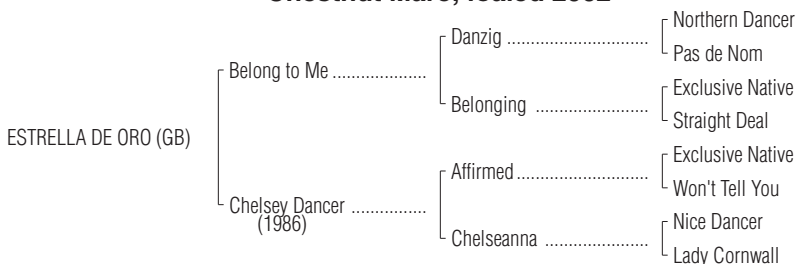 Chestnut Mare, foaled 2002
Northern Dancer
Danzig ..........................
Pas de Nom
Belong to Me ...................
Exclusive Native
Belonging .....................
Straight Deal
ESTRELLA DE ORO (GB)
Exclusive Native
Affirmed........................
Won't Tell You
Chelsey Dancer ................
(1986)
Nice Dancer
Chelseanna ....................
Lady Cornwall